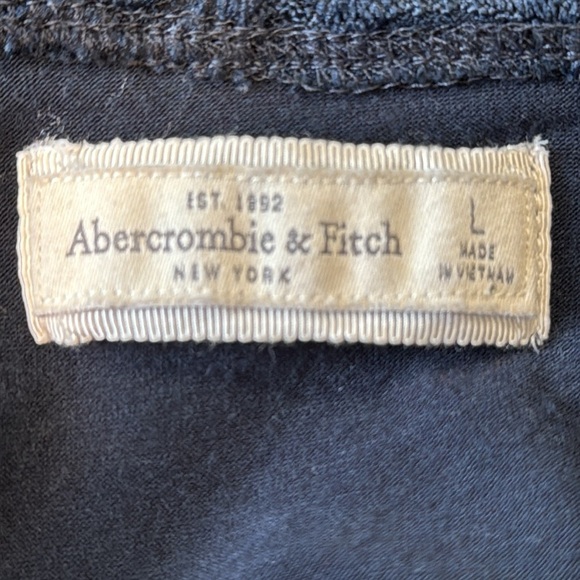 EST. 1892
Abercrombie & Fitch
NEW YORK
L
MADE
IN VIETNAM